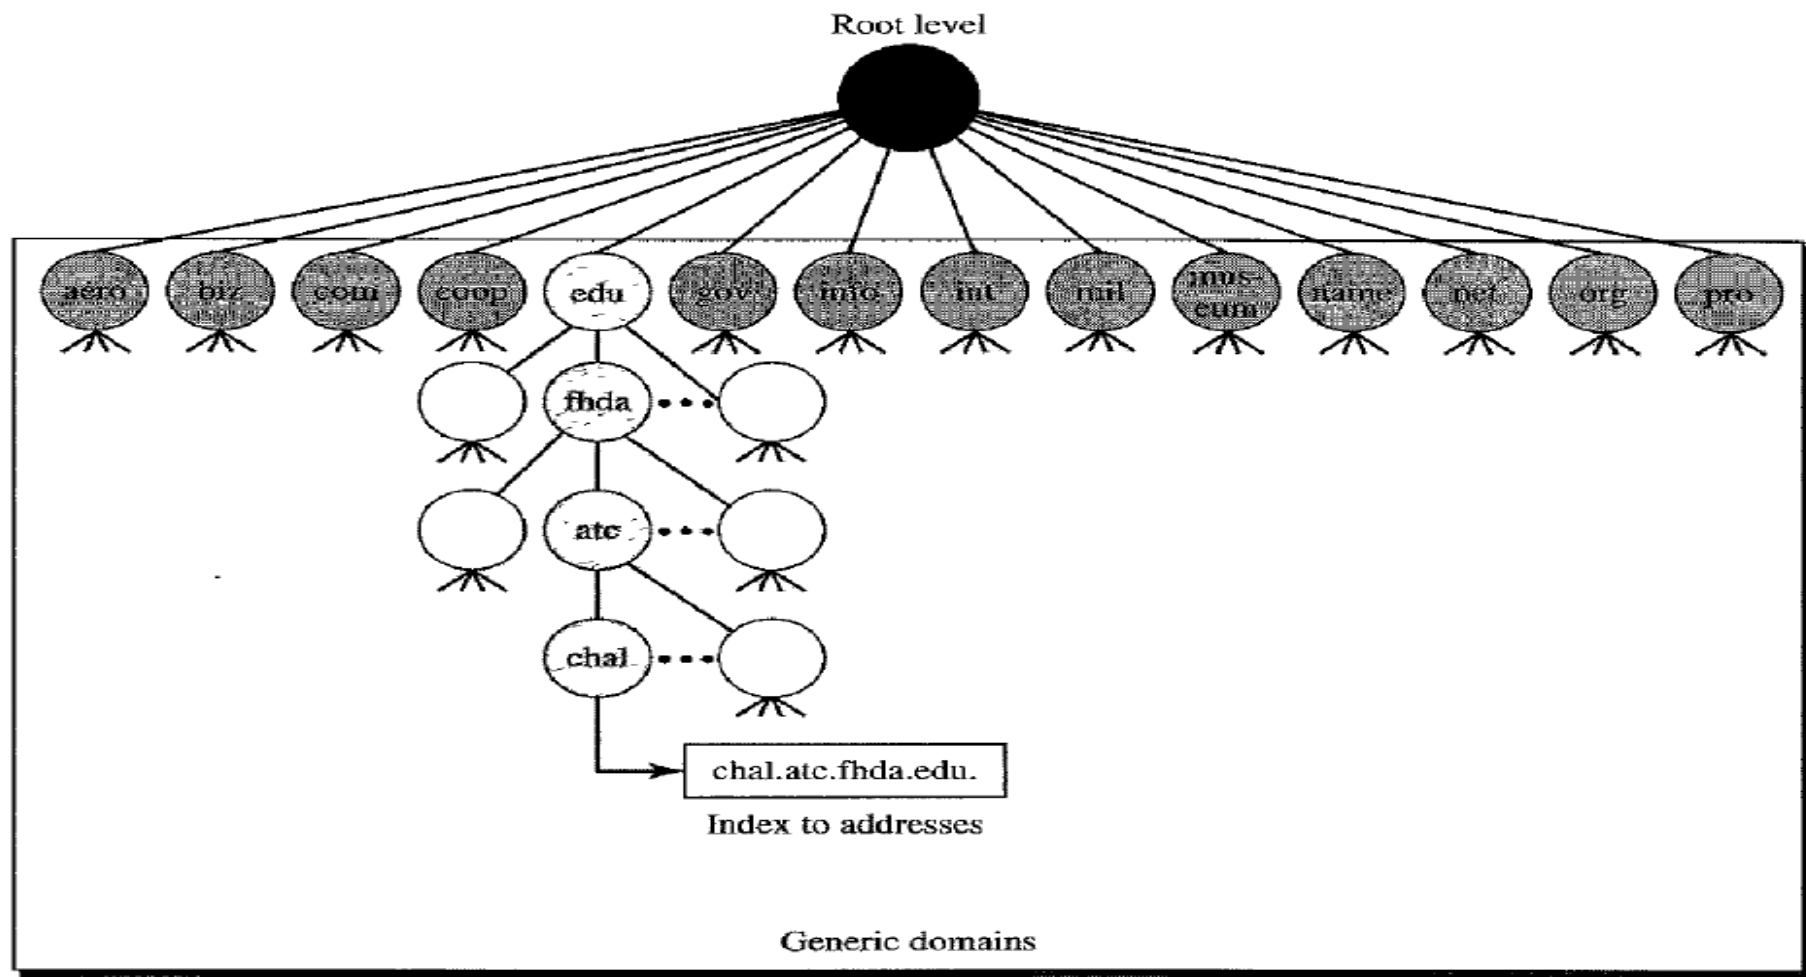 Root level
aero biz com coop edu gov info int mil mus-
eum name net org pro
fhda
atc
chal
chal.atc.fhda.edu.
Index to addresses
Generic domains